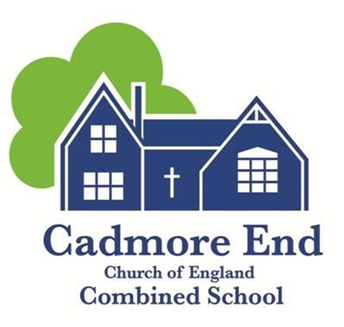 Cadmore End
Church of England
Combined School